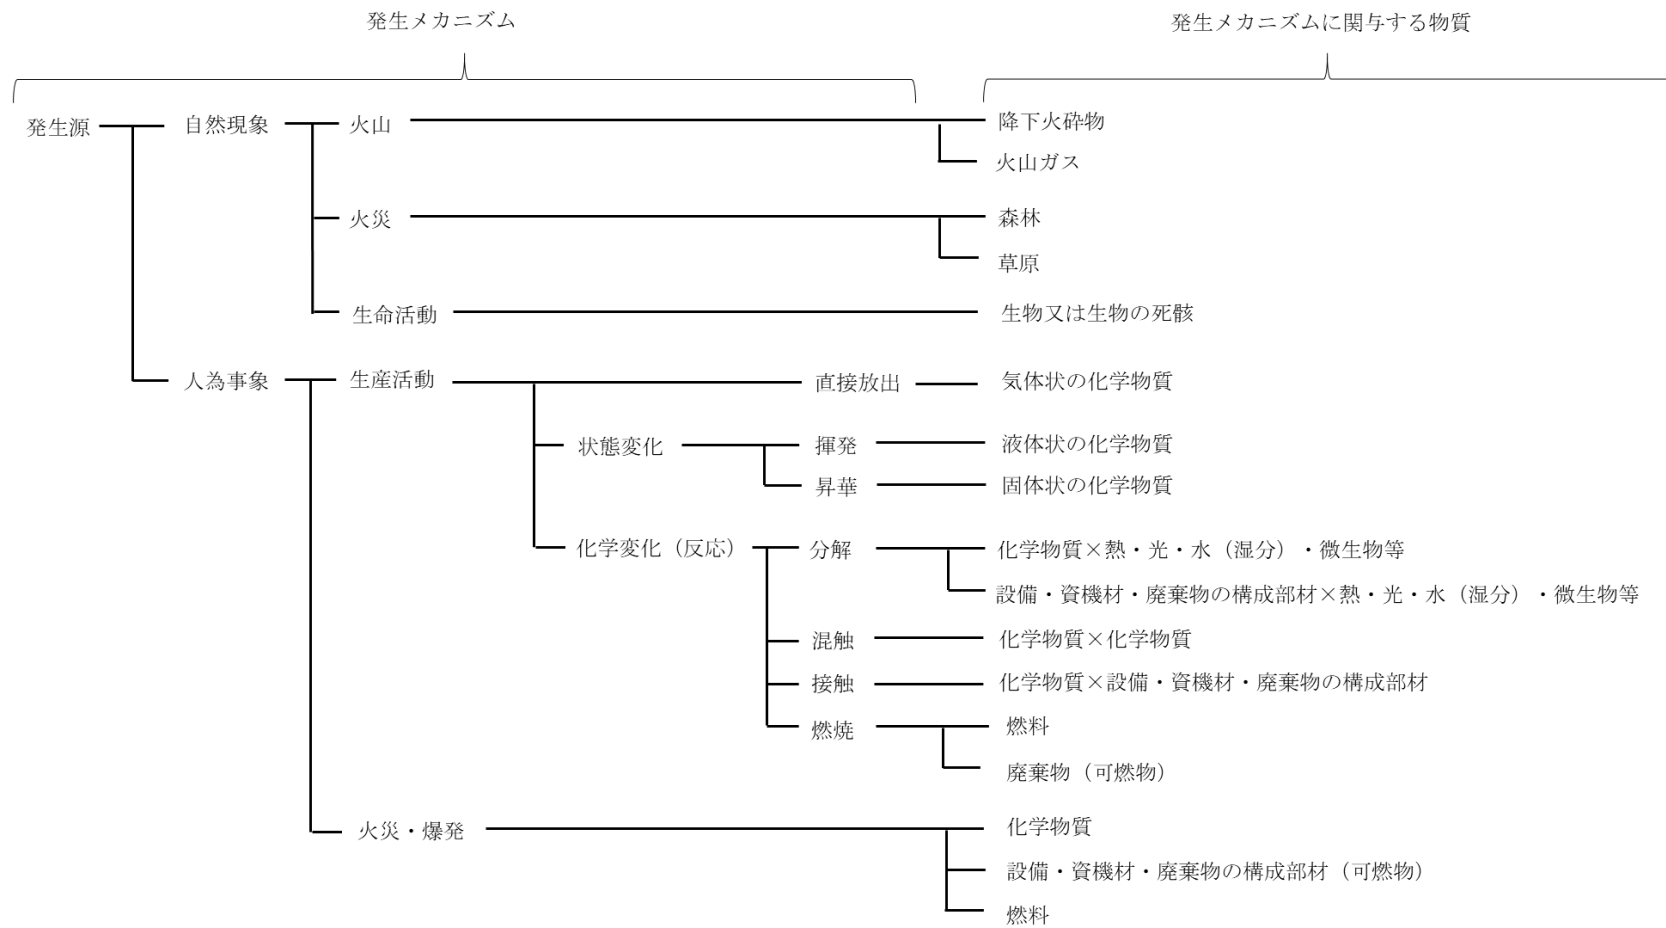 発生メカニズム
発生メカニズムに関与する物質
発生源
自然現象
火山
降下火砕物
火山ガス
火災
森林
草原
生命活動
生物又は生物の死骸
人為事象
生産活動
直接放出
気体状の化学物質
状態変化
揮発
液体状の化学物質
昇華
固体状の化学物質
化学変化（反応）
分解
化学物質×熱・光・水（湿分）・微生物等
設備・資機材・廃棄物の構成部材×熱・光・水（湿分）・微生物等
混触
化学物質×化学物質
接触
化学物質×設備・資機材・廃棄物の構成部材
燃焼
燃料
廃棄物（可燃物）
火災・爆発
化学物質
設備・資機材・廃棄物の構成部材（可燃物）
燃料